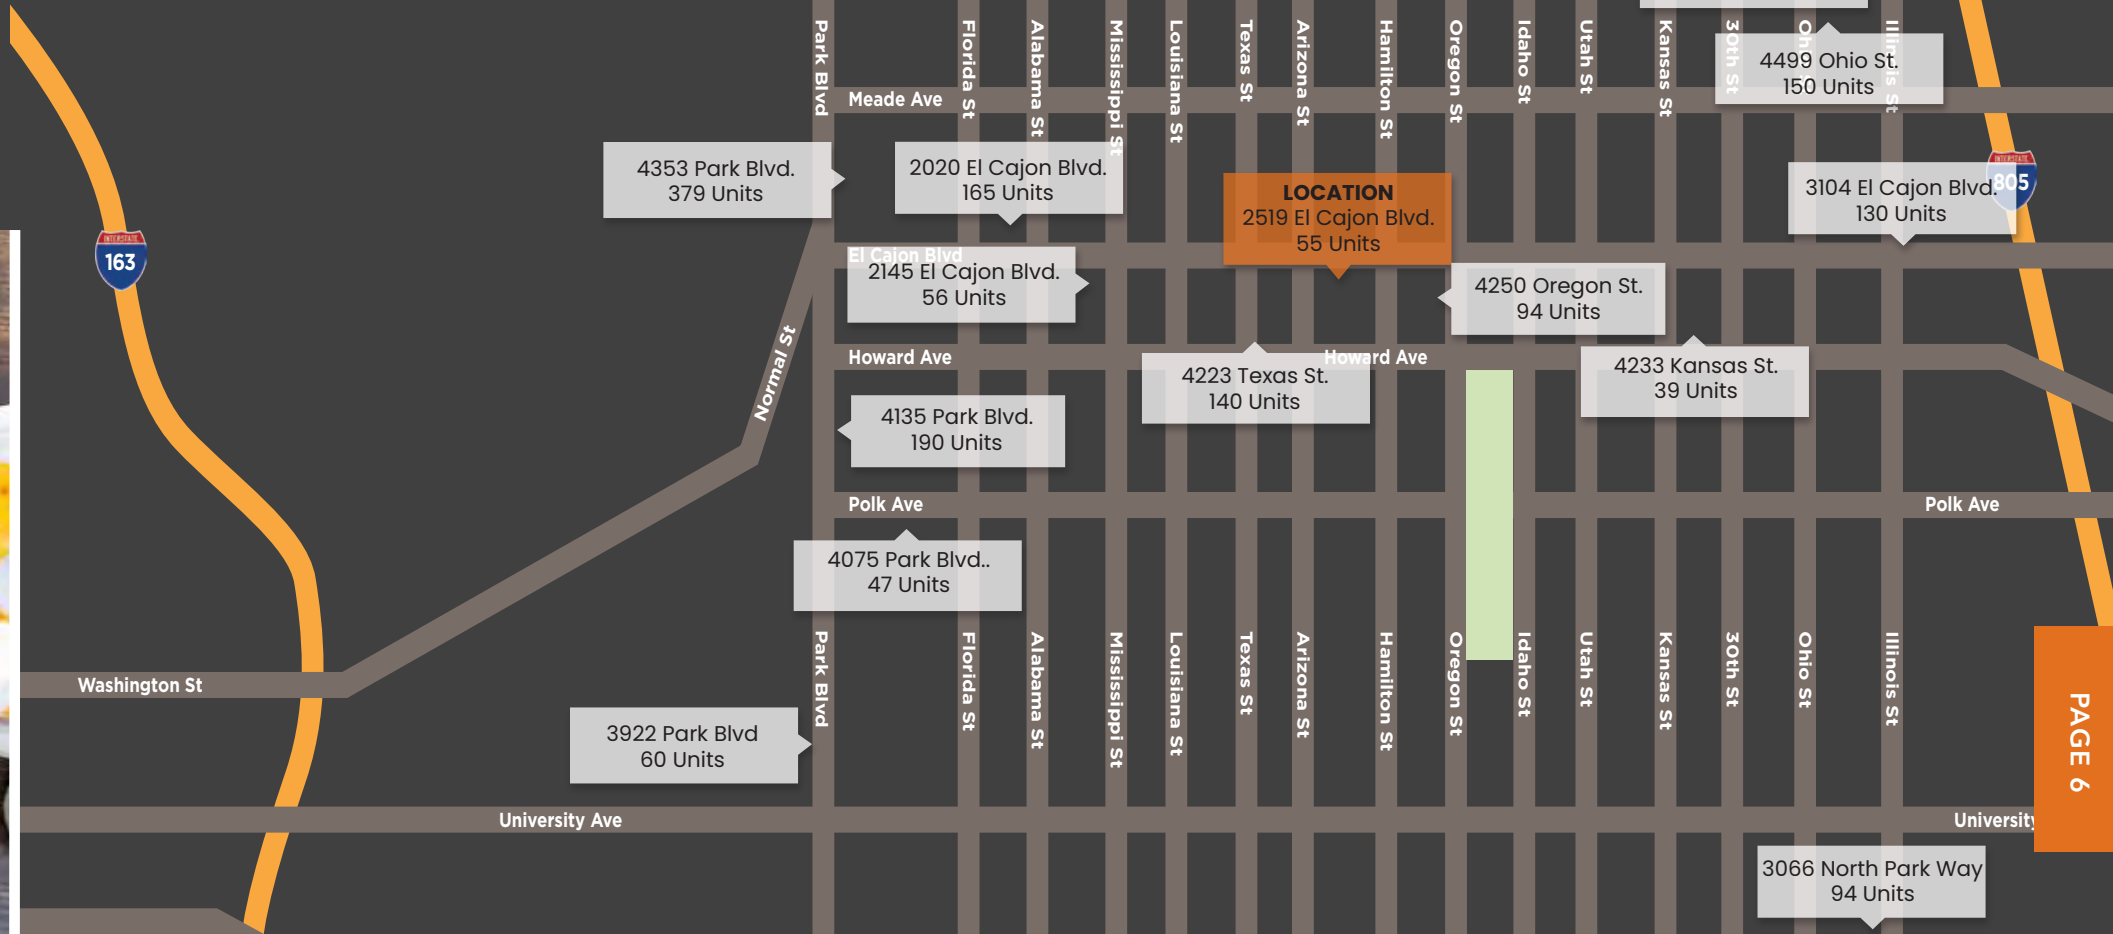 Park Blvd
Florida St
Alabama St
Mississippi St
Louisiana St
Texas St
Arizona St
Hamilton St
Oregon St
Idaho St
Utah St
Kansas St
30th St
Ohio St
Illinois St
4499 Ohio St.
150 Units
Meade Ave
4353 Park Blvd.
379 Units
2020 El Cajon Blvd.
165 Units
LOCATION
2519 El Cajon Blvd.
55 Units
3104 El Cajon Blvd.
130 Units
INTERSTATE
805
INTERSTATE
163
El Cajon Blvd
2145 El Cajon Blvd.
56 Units
4250 Oregon St.
94 Units
Normal St
Howard Ave
Howard Ave
4223 Texas St.
140 Units
4233 Kansas St.
39 Units
4135 Park Blvd.
190 Units
Polk Ave
Polk Ave
4075 Park Blvd..
47 Units
Park Blvd
Florida St
Alabama St
Mississippi St
Louisiana St
Texas St
Arizona St
Hamilton St
Oregon St
Idaho St
Utah St
Kansas St
30th St
Ohio St
Illinois St
Washington St
3922 Park Blvd
60 Units
PAGE 6
University Ave
University
3066 North Park Way
94 Units